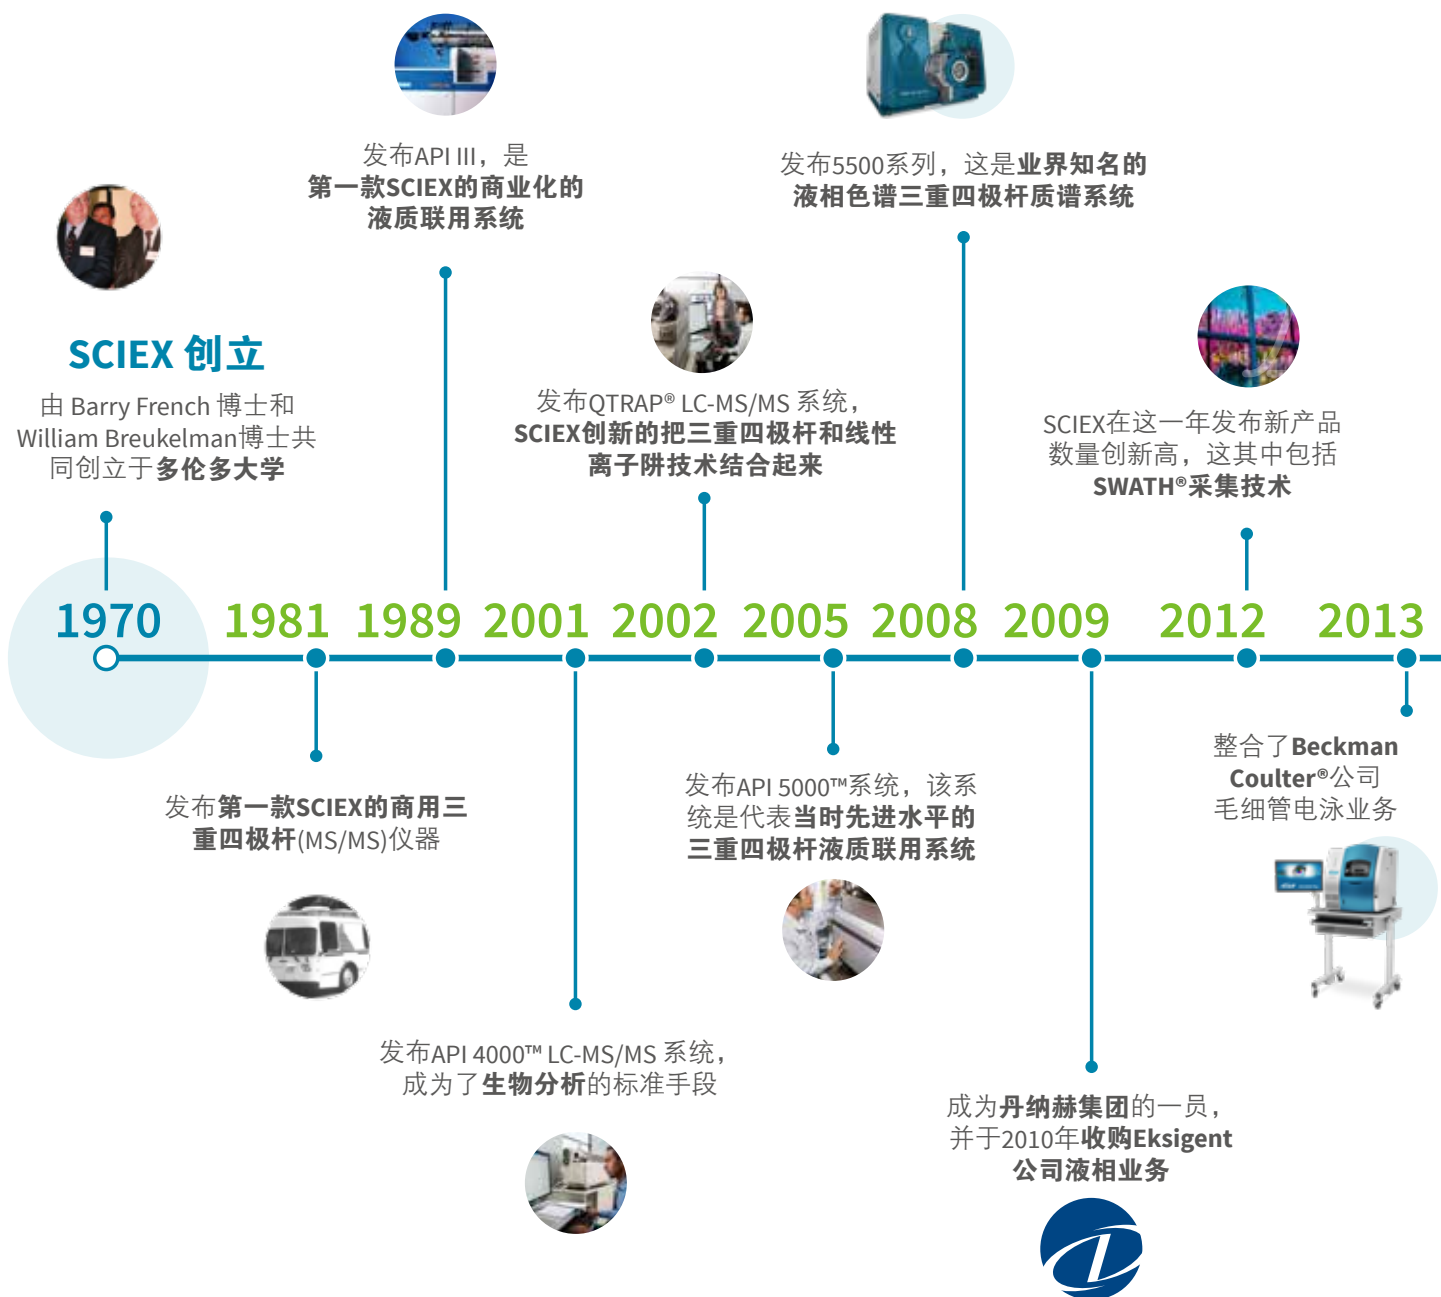 发布API III，是
第一款SCIEX的商业化的
液质联用系统
发布5500系列，这是业界知名的
液相色谱三重四极杆质谱系统
SCIEX 创立
由 Barry French 博士和
William Breukelman博士共
同创立于多伦多大学
发布QTRAP® LC-MS/MS 系统，
SCIEX创新的把三重四极杆和线性
离子阱技术结合起来
SCIEX在这一年发布新产品
数量创新高，这其中包括
SWATH®采集技术
1970 1981 1989 2001 2002 2005 2008 2009 2012 2013
发布第一款SCIEX的商用三
重四极杆(MS/MS)仪器
发布API 5000™系统，该系
统是代表当时先进水平的
三重四极杆液质联用系统
整合了Beckman
Coulter®公司
毛细管电泳业务
发布API 4000™ LC-MS/MS 系统，
成为了生物分析的标准手段
成为丹纳赫集团的一员，
并于2010年收购Eksigent
公司液相业务